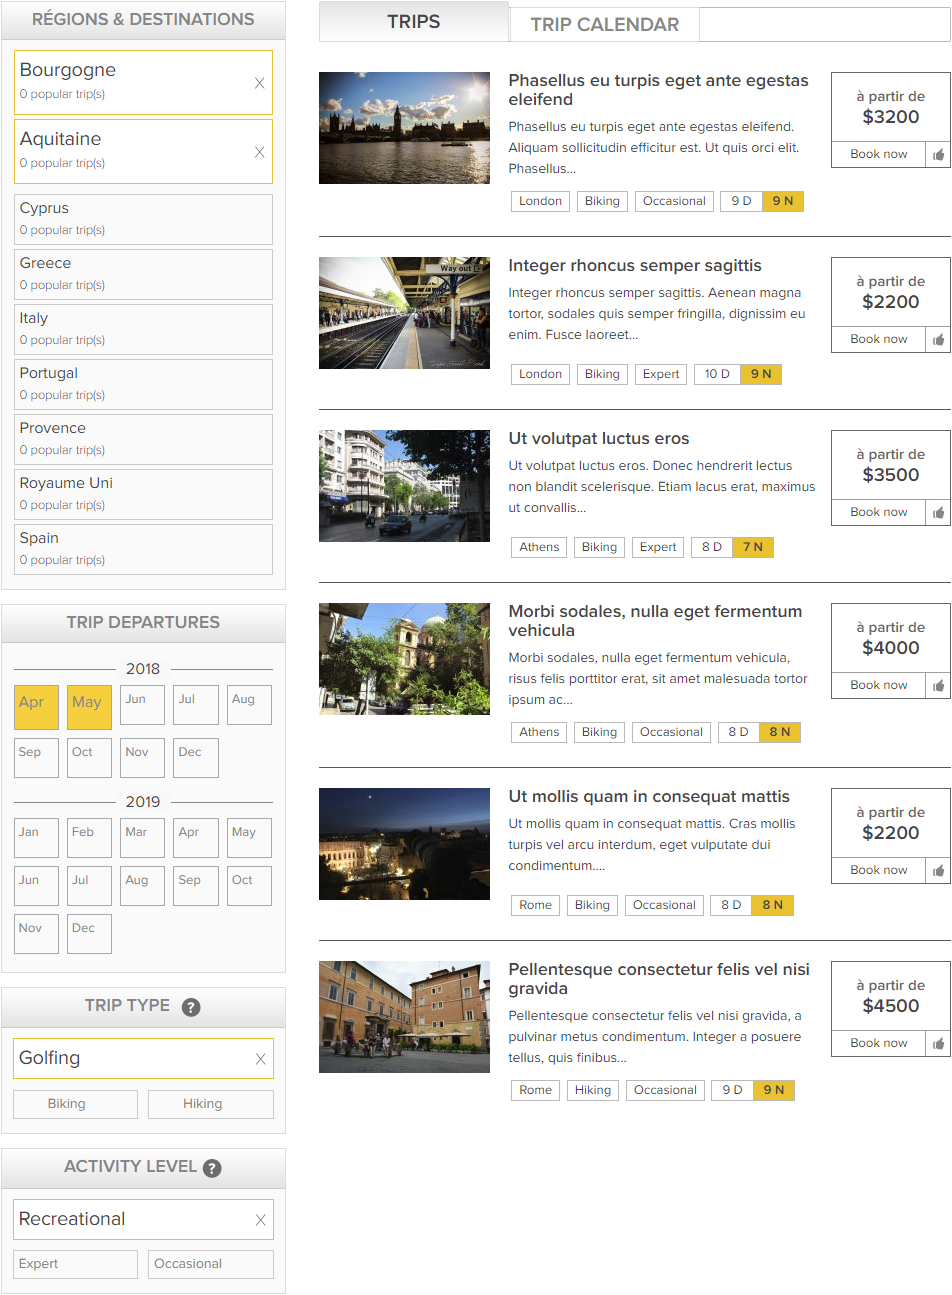 RÉGIONS & DESTINATIONS
Bourgogne
0 popular trip(s)
X
Aquitaine
0 popular trip(s)
X
Cyprus
0 popular trip(s)
Greece
0 popular trip(s)
Italy
0 popular trip(s)
Portugal
0 popular trip(s)
Provence
0 popular trip(s)
Royaume Uni
0 popular trip(s)
Spain
0 popular trip(s)
TRIP DEPARTURES
2018
Apr May Jun Jul Aug
Sep Oct Nov Dec
2019
Jan Feb Mar Apr May
Jun Jul Aug Sep Oct
Nov Dec
TRIP TYPE ?
Golfing X
Biking Hiking
ACTIVITY LEVEL ?
Recreational X
Expert Occasional
TRIPS TRIP CALENDAR
Phasellus eu turpis eget ante egestas
eleifend
Phasellus eu turpis eget ante egestas eleifend.
Aliquam sollicitudin efficitur est. Ut quis orci elit.
Phasellus...
London Biking Occasional 9 D 9 N
à partir de
$3200
Book now
Way out
Integer rhoncus semper sagittis
Integer rhoncus semper sagittis. Aenean magna
tortor, sodales quis semper fringilla, dignissim eu
enim. Fusce laoreet...
London Biking Expert 10 D 9 N
à partir de
$2200
Book now
Ut volutpat luctus eros
Ut volutpat luctus eros. Donec hendrerit lectus
non blandit scelerisque. Etiam lacus erat, maximus
ut convallis...
Athens Biking Expert 8 D 7 N
à partir de
$3500
Book now
Morbi sodales, nulla eget fermentum
vehicula
Morbi sodales, nulla eget fermentum vehicula,
risus felis porttitor erat, sit amet malesuada tortor
ipsum ac...
Athens Biking Occasional 8 D 8 N
à partir de
$4000
Book now
Ut mollis quam in consequat mattis
Ut mollis quam in consequat mattis. Cras mollis
turpis vel arcu interdum, eget vulputate dui
condimentum....
Rome Biking Occasional 8 D 8 N
à partir de
$2200
Book now
Pellentesque consectetur felis vel nisi
gravida
Pellentesque consectetur felis vel nisi gravida, a
pulvinar metus condimentum. Integer a posuere
tellus, quis finibus...
Rome Hiking Occasional 9 D 9 N
à partir de
$4500
Book now